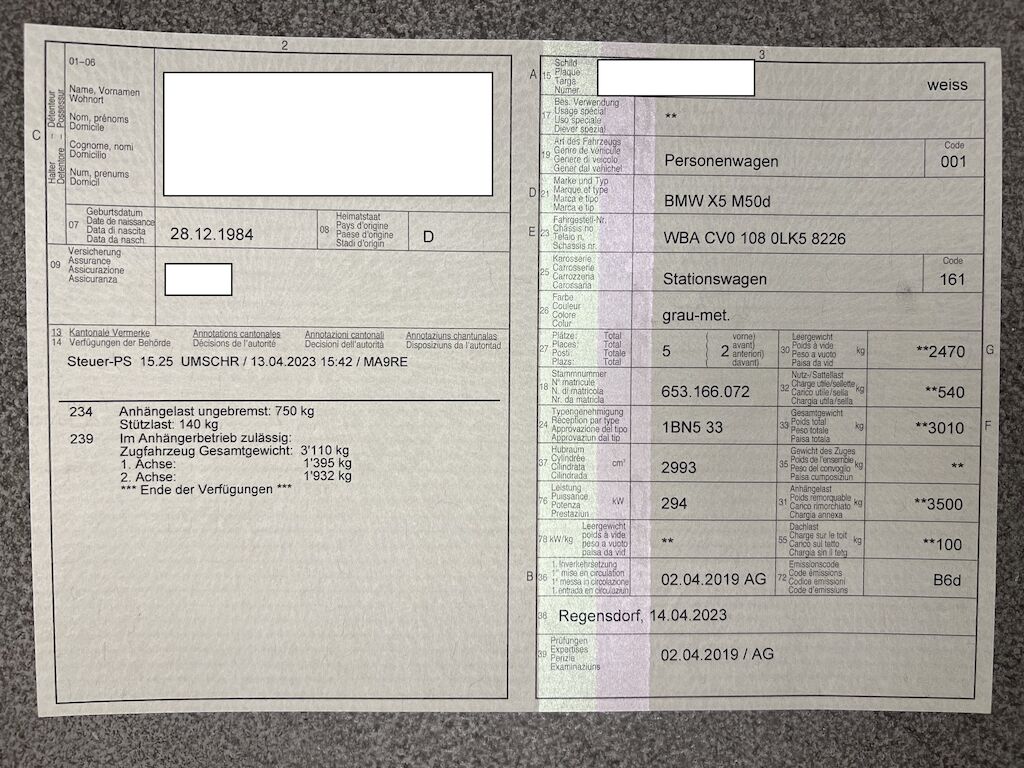 2
01–06
Name, Vornamen
Wohnort
Nom, prénoms
Domicile
Cognome, nomi
Domicilio
Num, prenums
Domicil
C
Halter – Détenteur
Detentore – Possessur
07
Geburtsdatum
Date de naissance
Data di nascita
Data da nasch.
28.12.1984
08
Heimatstaat
Pays d'origine
Paese d'origine
Stadi d'origin
D
09
Versicherung
Assurance
Assicurazione
Assicuranza
13 Kantonale Vermerke Annotations cantonales Annotazioni cantonali Annotaziuns chantunalas
14 Verfügungen der Behörde Décisions de l'autorité Decisioni dell'autorità Disposiziuns da l'autoritad
Steuer-PS 15.25 UMSCHR / 13.04.2023 15:42 / MA9RE
234 Anhängelast ungebremst: 750 kg
Stützlast: 140 kg
239 Im Anhängerbetrieb zulässig:
Zugfahrzeug Gesamtgewicht: 3'110 kg
1. Achse: 1'395 kg
2. Achse: 1'932 kg
*** Ende der Verfügungen ***
3
A
15
Schild
Plaque
Targa
Numer
weiss
17
Bes. Verwendung
Usage spécial
Uso speciale
Diever spezial
**
19
Art des Fahrzeugs
Genre de véhicule
Genere di veicolo
Gener dal vehichel
Personenwagen
Code
001
D
21
Marke und Typ
Marque et type
Marca e tipo
Marca e tip
BMW X5 M50d
E
23
Fahrgestell-Nr.
Châssis no
Telaio n.
Schassis nr.
WBA CV0 108 0LK5 8226
25
Karosserie
Carrosserie
Carrozzeria
Carossaria
Stationswagen
Code
161
26
Farbe
Couleur
Colore
Colur
grau-met.
27
Plätze: Total
Places: Total
Posti: Totale
Plazs: Total
5
( 2
vorne)
avant)
anteriori)
davant)
30
Leergewicht
Poids à vide
Peso a vuoto
Paisa da vid
kg
**2470
G
18
Stammnummer
N° matricule
N. di matricola
Nr. da matricla
653.166.072
32
Nutz-/Sattellast
Charge utile/sellette
Carico utile/sella
Chargia utila/sella
kg
**540
24
Typengenehmigung
Réception par type
Approvazione del tipo
Approvaziun dal tip
1BN5 33
33
Gesamtgewicht
Poids total
Peso totale
Paisa totala
kg
**3010
F
37
Hubraum
Cylindrée
Cilindrata
Cilindrada
cm³
2993
35
Gewicht des Zuges
Poids de l'ensemble
Peso del convoglio
Paisa cumposiziun
kg
**
76
Leistung
Puissance
Potenza
Prestaziun
kW
294
31
Anhängelast
Poids remorquable
Carico rimorchiato
Chargia annexa
kg
**3500
78 kW/kg
Leergewicht
poids à vide
peso a vuoto
paisa da vid
**
55
Dachlast
Charge sur le toit
Carico sul tetto
Chargia sin il tetg
kg
**100
B
36
1. Inverkehrsetzung
1re mise en circulation
1a messa in circolazione
1. entrada en circulaziun
02.04.2019 AG
72
Emissionscode
Code émissions
Codice emissioni
Code d'emissiuns
B6d
38
Regensdorf, 14.04.2023
39
Prüfungen
Expertises
Perizie
Examinaziuns
02.04.2019 / AG